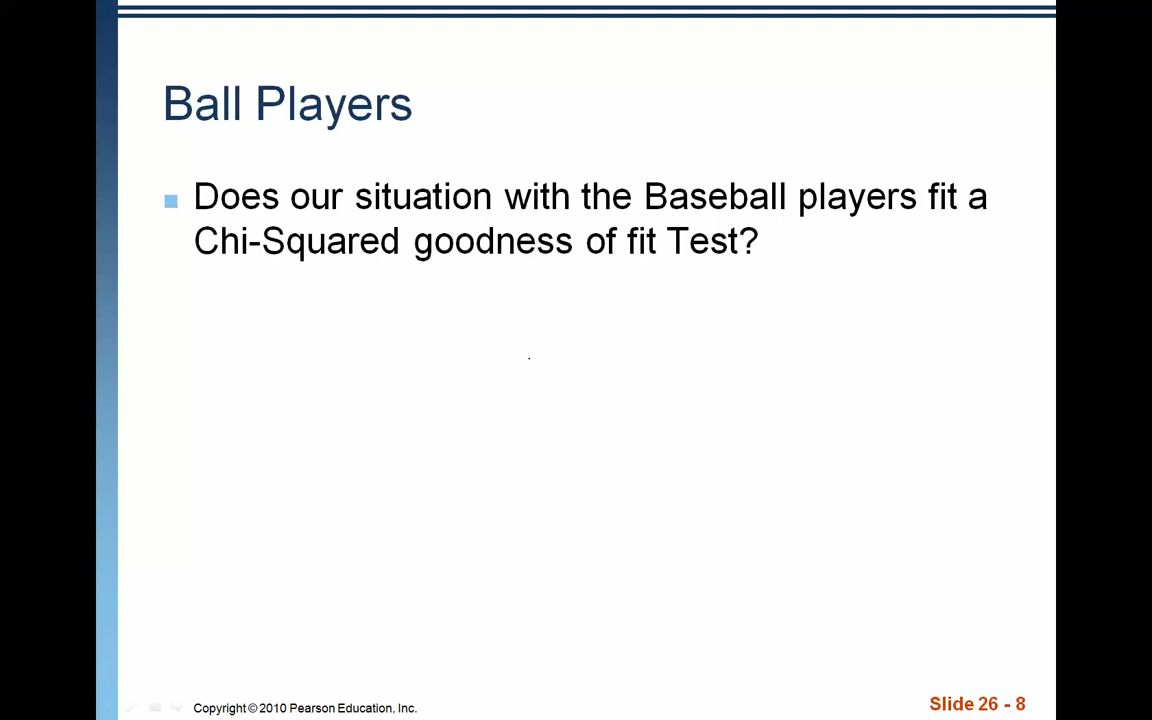 Ball Players
Does our situation with the Baseball players fit a
Chi-Squared goodness of fit Test?
Copyright © 2010 Pearson Education, Inc.
Slide 26 - 8